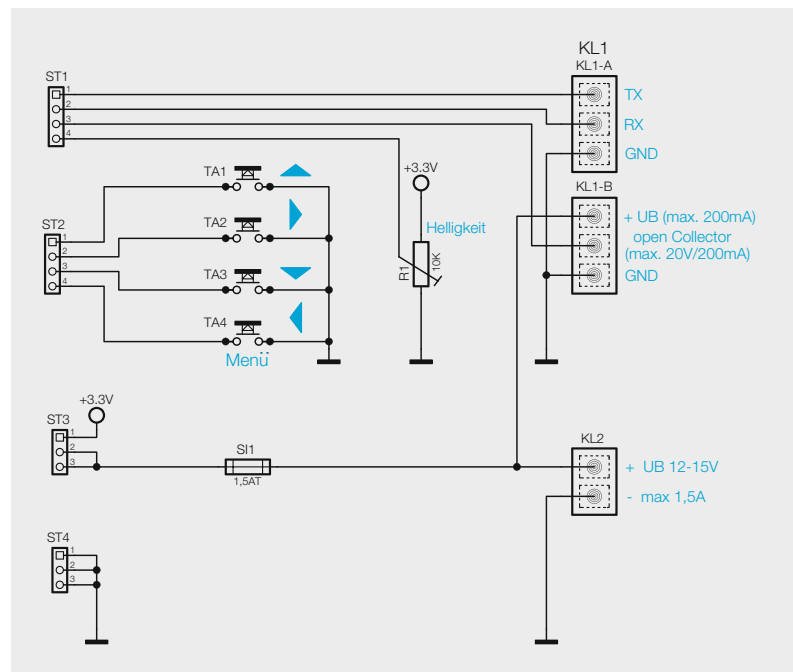 KL1
KL1-A
ST1
1
2
3
4
TX
RX
GND
TA1
+3.3V
KL1-B
ST2
1
2
3
4
TA2
Helligkeit
+ UB (max. 200mA)
open Collector
(max. 20V/200mA)
GND
TA3
R1
10K
TA4
Menü
+3.3V
ST3
1
2
3
SI1
1,5AT
KL2
+ UB 12-15V
- max 1,5A
ST4
1
2
3